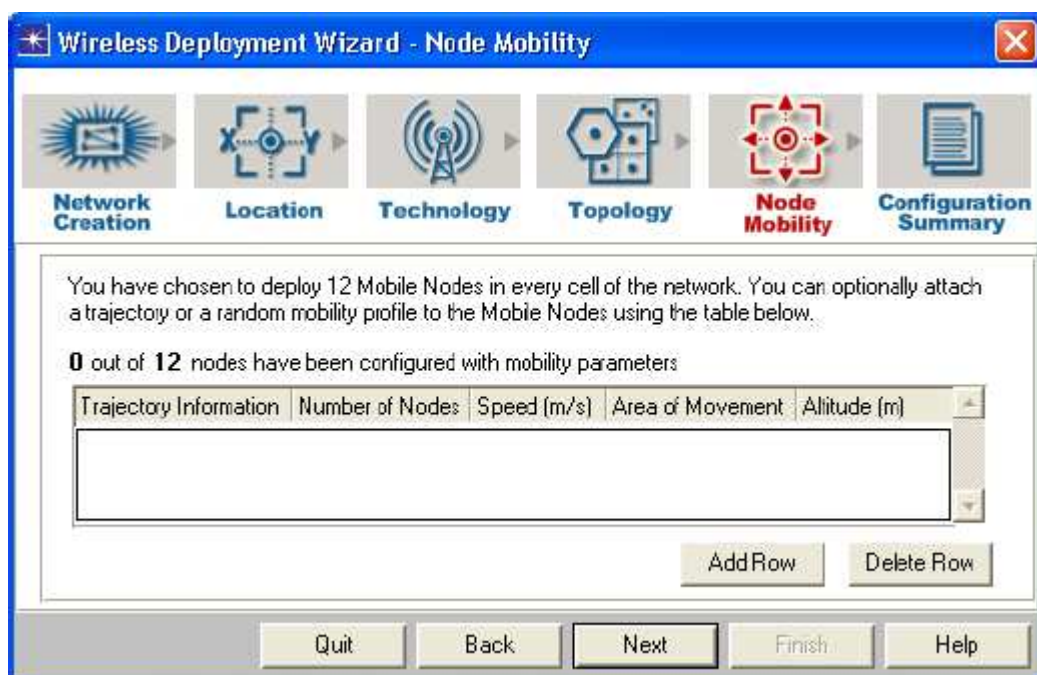 Wireless Deployment Wizard - Node Mobility
X Y
Network Creation
Location
Technology
Topology
Node Mobility
Configuration Summary
You have chosen to deploy 12 Mobile Nodes in every cell of the network. You can optionally attach
a trajectory or a random mobility profile to the Mobile Nodes using the table below.
0 out of 12 nodes have been configured with mobility parameters
Trajectory Information Number of Nodes Speed (m/s) Area of Movement Altitude (m)
Add Row Delete Row
Quit Back Next Finish Help